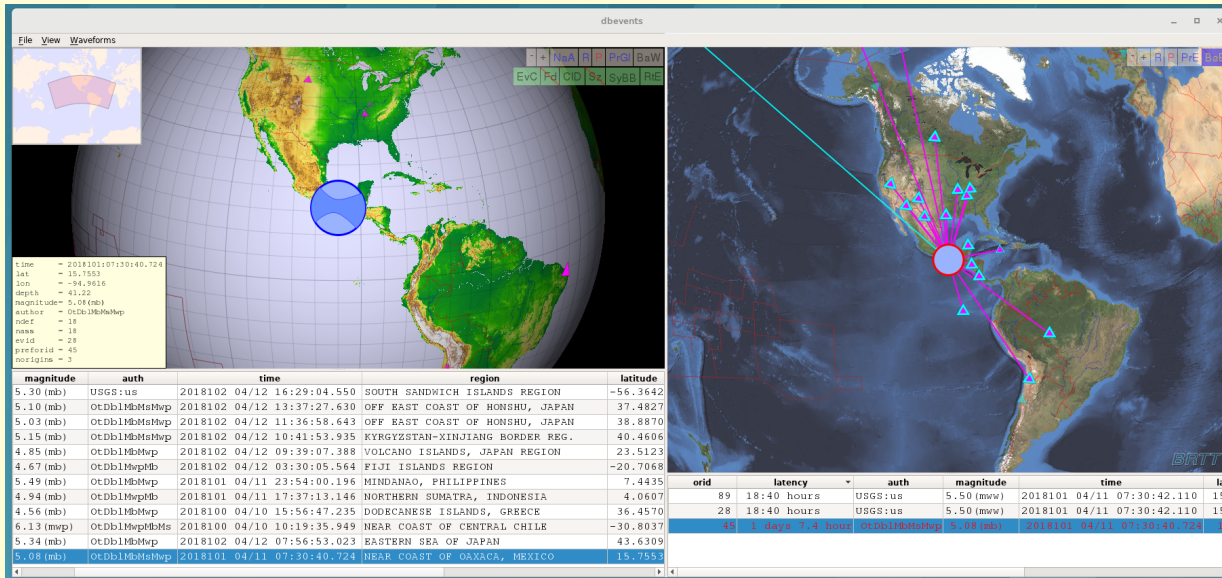 dbevents
File View Waveforms
- + NaA R P PrGl BaW
EvC Pd CID Sz SyBB RtE
- + R P PrE
time = 2018101:07:30:40.724
lat = 15.7553
lon = -94.9616
depth = 41.22
magnitude= 5.08(mb)
author = OtDblMbMsMwp
ndef = 18
nass = 18
evid = 28
preforid = 45
norigins = 3
BRTT
magnitude auth time region latitude
5.30(mb) USGS:us 2018102 04/12 16:29:04.550 SOUTH SANDWICH ISLANDS REGION -56.3642
5.10(mb) OtDblMbMsMwp 2018102 04/12 13:37:27.630 OFF EAST COAST OF HONSHU, JAPAN 37.4827
5.03(mb) OtDblMbMsMwp 2018102 04/12 11:36:58.643 OFF EAST COAST OF HONSHU, JAPAN 38.8870
5.15(mb) OtDblMbMsMwp 2018102 04/12 10:41:53.935 KYRGYZSTAN-XINJIANG BORDER REG. 40.4606
4.85(mb) OtDblMbMsMwp 2018102 04/12 09:39:07.388 VOLCANO ISLANDS, JAPAN REGION 23.5123
4.67(mb) OtDblMwpMb 2018102 04/12 03:30:05.564 FIJI ISLANDS REGION -20.7068
5.49(mb) OtDblMbMsMwp 2018101 04/11 23:54:00.196 MINDANAO, PHILIPPINES 7.4435
4.94(mb) OtDblMwpMb 2018101 04/11 17:37:13.146 NORTHERN SUMATRA, INDONESIA 4.0607
4.56(mb) OtDblMbMsMwp 2018100 04/10 15:56:47.235 DODECANESE ISLANDS, GREECE 36.4570
6.13(mwp) OtDblMwpMbMs 2018100 04/10 10:19:35.949 NEAR COAST OF CENTRAL CHILE -30.8037
5.34(mb) OtDblMbMsMwp 2018102 04/12 07:56:53.023 EASTERN SEA OF JAPAN 43.6309
5.08(mb) OtDblMbMsMwp 2018101 04/11 07:30:40.724 NEAR COAST OF OAXACA, MEXICO 15.7553
orid latency auth magnitude time
89 18:40 hours USGS:us 5.50(mww) 2018101 04/11 07:30:42.110
28 18:40 hours USGS:us 5.50(mww) 2018101 04/11 07:30:42.110
45 1 days 7.4 hour OtDblMbMsMwp 5.08(mb) 2018101 04/11 07:30:40.724